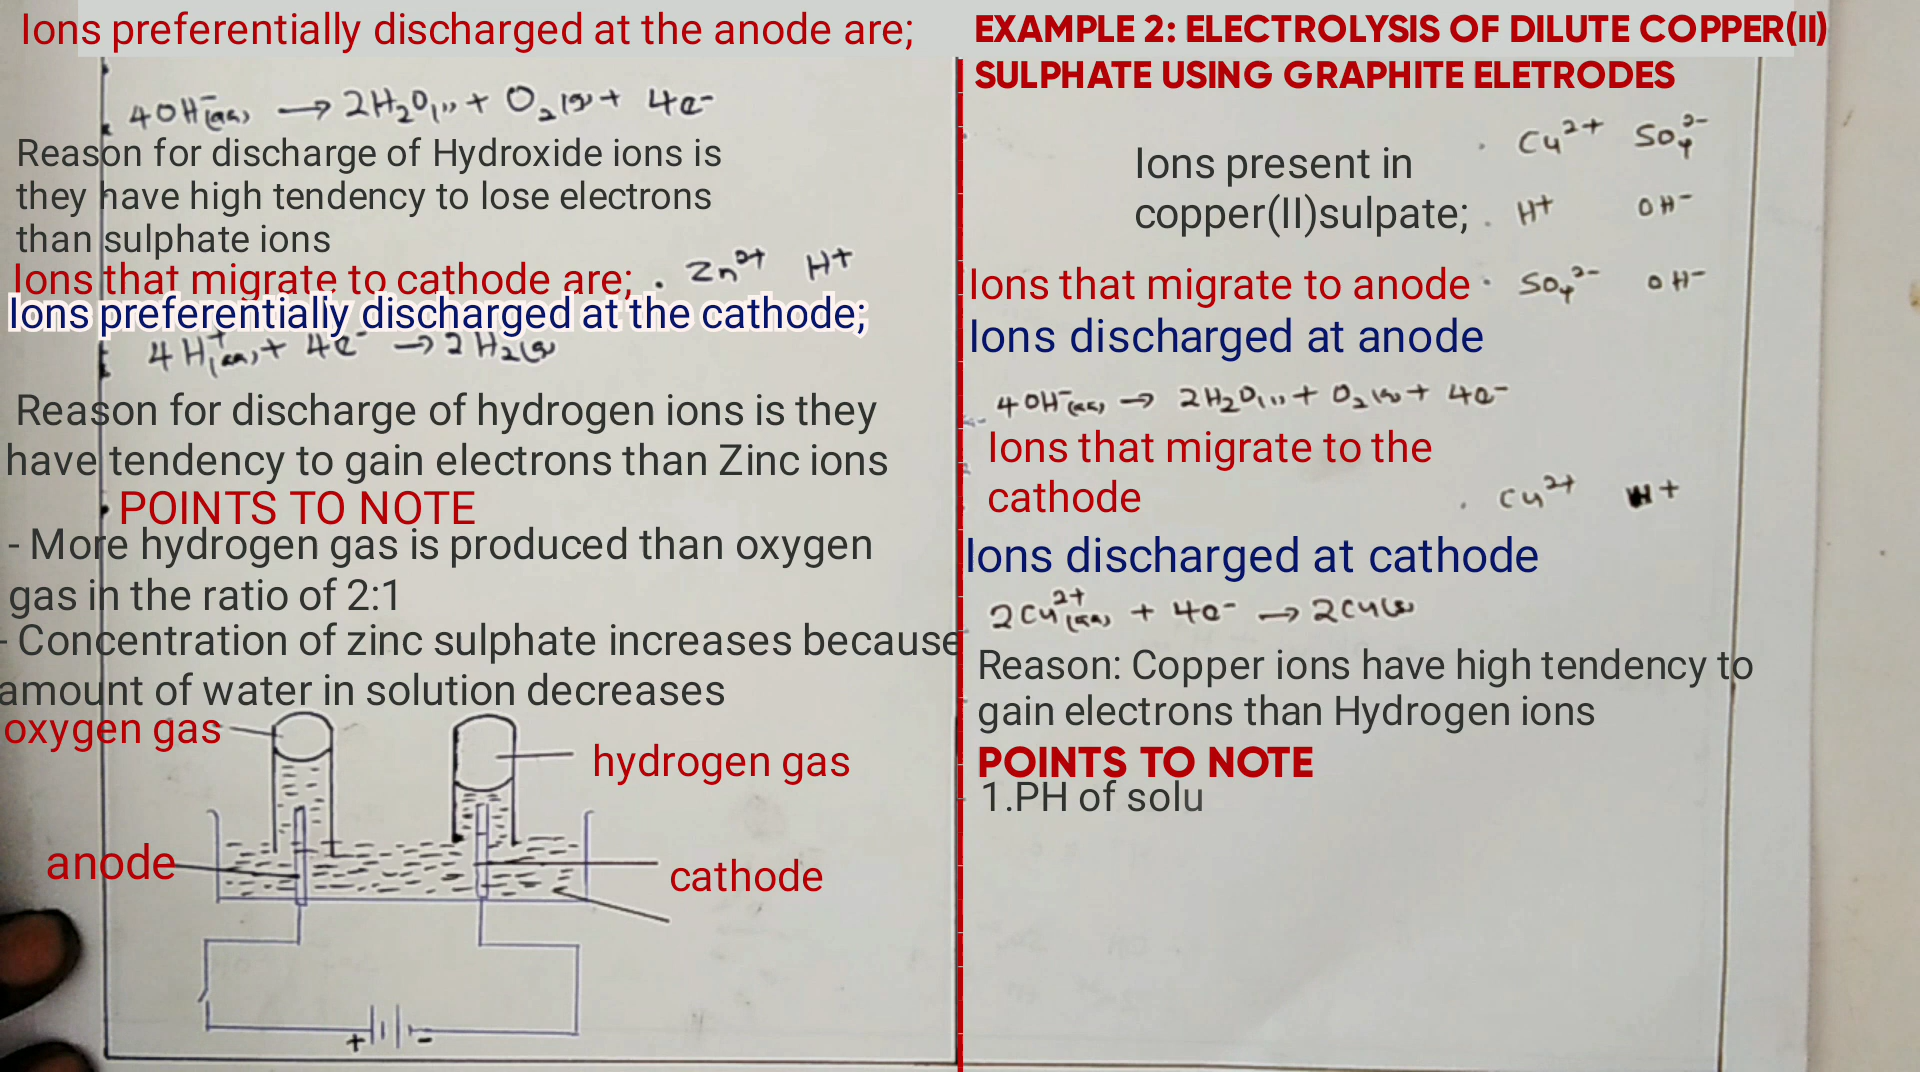 Ions preferentially discharged at the anode are;
4OH⁻(aq) → 2H₂O(l) + O₂(g) + 4e⁻
Reason for discharge of Hydroxide ions is
they have high tendency to lose electrons
than sulphate ions
Ions that migrate to cathode are; . Zn²⁺ H⁺
Ions preferentially discharged at the cathode;
4H⁺(aq) + 4e⁻ → 2H₂(g)
Reason for discharge of hydrogen ions is they
have tendency to gain electrons than Zinc ions
POINTS TO NOTE
- More hydrogen gas is produced than oxygen
gas in the ratio of 2:1
- Concentration of zinc sulphate increases because
amount of water in solution decreases
oxygen gas
hydrogen gas
anode
cathode
+ -
EXAMPLE 2: ELECTROLYSIS OF DILUTE COPPER(II)
SULPHATE USING GRAPHITE ELETRODES
Ions present in
copper(II)sulpate;
. Cu²⁺ SO₄²⁻
. H⁺ OH⁻
Ions that migrate to anode . SO₄²⁻ OH⁻
Ions discharged at anode
4OH⁻(aq) → 2H₂O(l) + O₂(g) + 4e⁻
Ions that migrate to the
cathode
. Cu²⁺ H⁺
Ions discharged at cathode
2Cu²⁺(aq) + 4e⁻ → 2Cu(s)
Reason: Copper ions have high tendency to
gain electrons than Hydrogen ions
POINTS TO NOTE
1.PH of solu